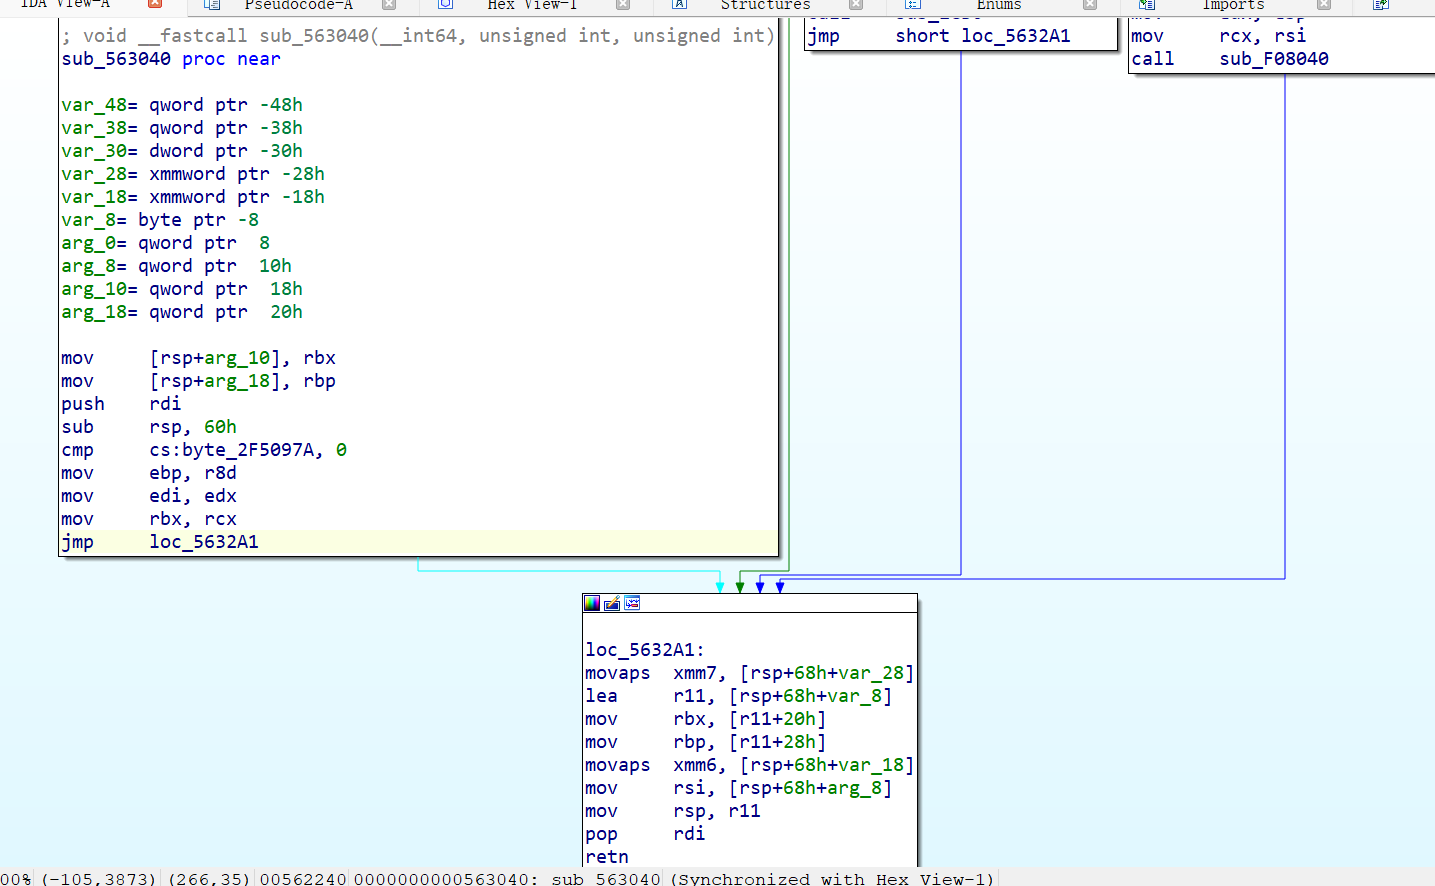 IDA View-A Pseudocode-A Hex View-1 Structures Enums Imports
; void __fastcall sub_563040(__int64, unsigned int, unsigned int)
sub_563040 proc near
var_48= qword ptr -48h
var_38= qword ptr -38h
var_30= dword ptr -30h
var_28= xmmword ptr -28h
var_18= xmmword ptr -18h
var_8= byte ptr -8
arg_0= qword ptr  8
arg_8= qword ptr  10h
arg_10= qword ptr  18h
arg_18= qword ptr  20h
mov     [rsp+arg_10], rbx
mov     [rsp+arg_18], rbp
push    rdi
sub     rsp, 60h
cmp     cs:byte_2F5097A, 0
mov     ebp, r8d
mov     edi, edx
mov     rbx, rcx
jmp     loc_5632A1
jmp     short loc_5632A1
mov     rcx, rsi
call    sub_F08040
loc_5632A1:
movaps  xmm7, [rsp+68h+var_28]
lea     r11, [rsp+68h+var_8]
mov     rbx, [r11+20h]
mov     rbp, [r11+28h]
movaps  xmm6, [rsp+68h+var_18]
mov     rsi, [rsp+68h+arg_8]
mov     rsp, r11
pop     rdi
retn
00% (-105,3873) (266,35) 00562240 0000000000563040: sub_563040 (Synchronized with Hex View-1)